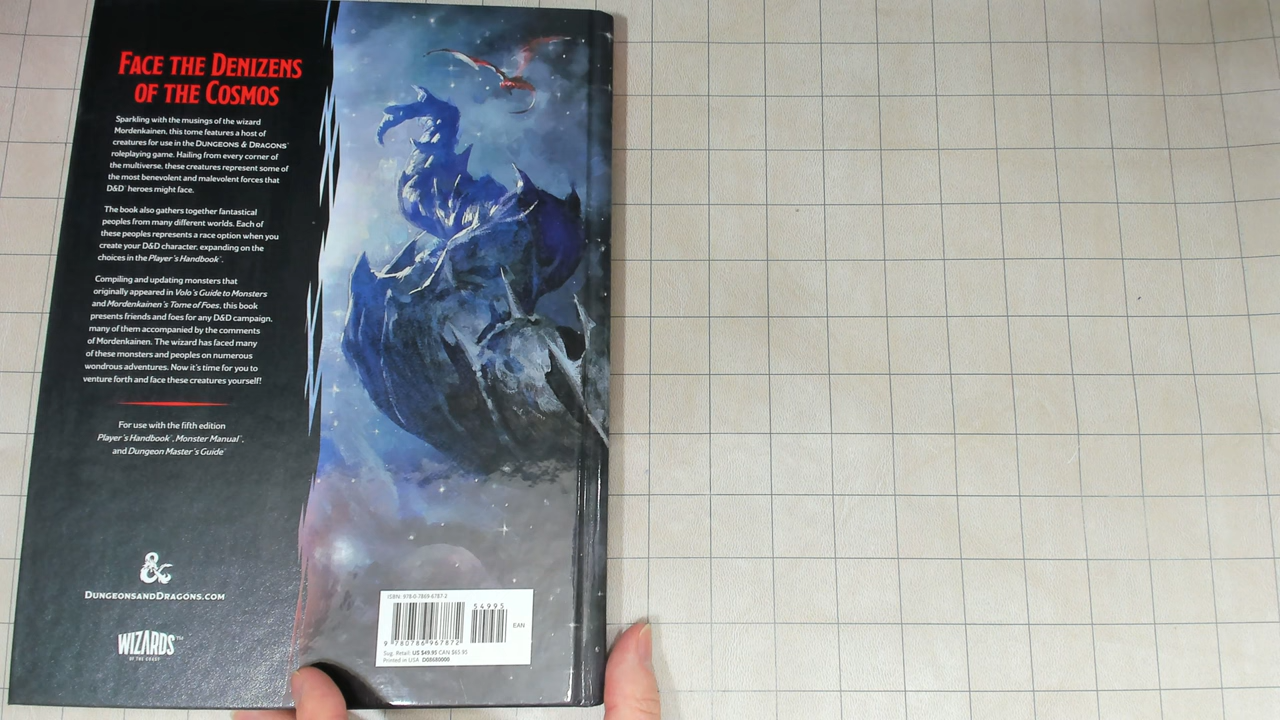 FACE THE DENIZENS
OF THE COSMOS
Sparkling with the musings of the wizard
Mordenkainen, this tome features a host of
creatures for use in the DUNGEONS & DRAGONS™
roleplaying game. Hailing from every corner of
the multiverse, these creatures represent some of
the most benevolent and malevolent forces that
D&D™ heroes might face.
The book also gathers together fantastical
peoples from many different worlds. Each of
these peoples represents a race option when you
create your D&D character, expanding on the
choices in the Player's Handbook™.
Compiling and updating monsters that
originally appeared in Volo's Guide to Monsters
and Mordenkainen's Tome of Foes, this book
presents friends and foes for any D&D campaign,
many of them accompanied by the comments
of Mordenkainen. The wizard has faced many
of these monsters and peoples on numerous
wondrous adventures. Now it's time for you to
venture forth and face these creatures yourself!
For use with the fifth edition
Player's Handbook™, Monster Manual™,
and Dungeon Master's Guide™
&
DUNGEONSANDDRAGONS.COM
WIZARDS™
OF THE COAST
ISBN: 978-0-7869-6787-2
54995
EAN
9 780786 967872
Sug. Retail: US $49.95 CAN $65.95
Printed in USA D08680000